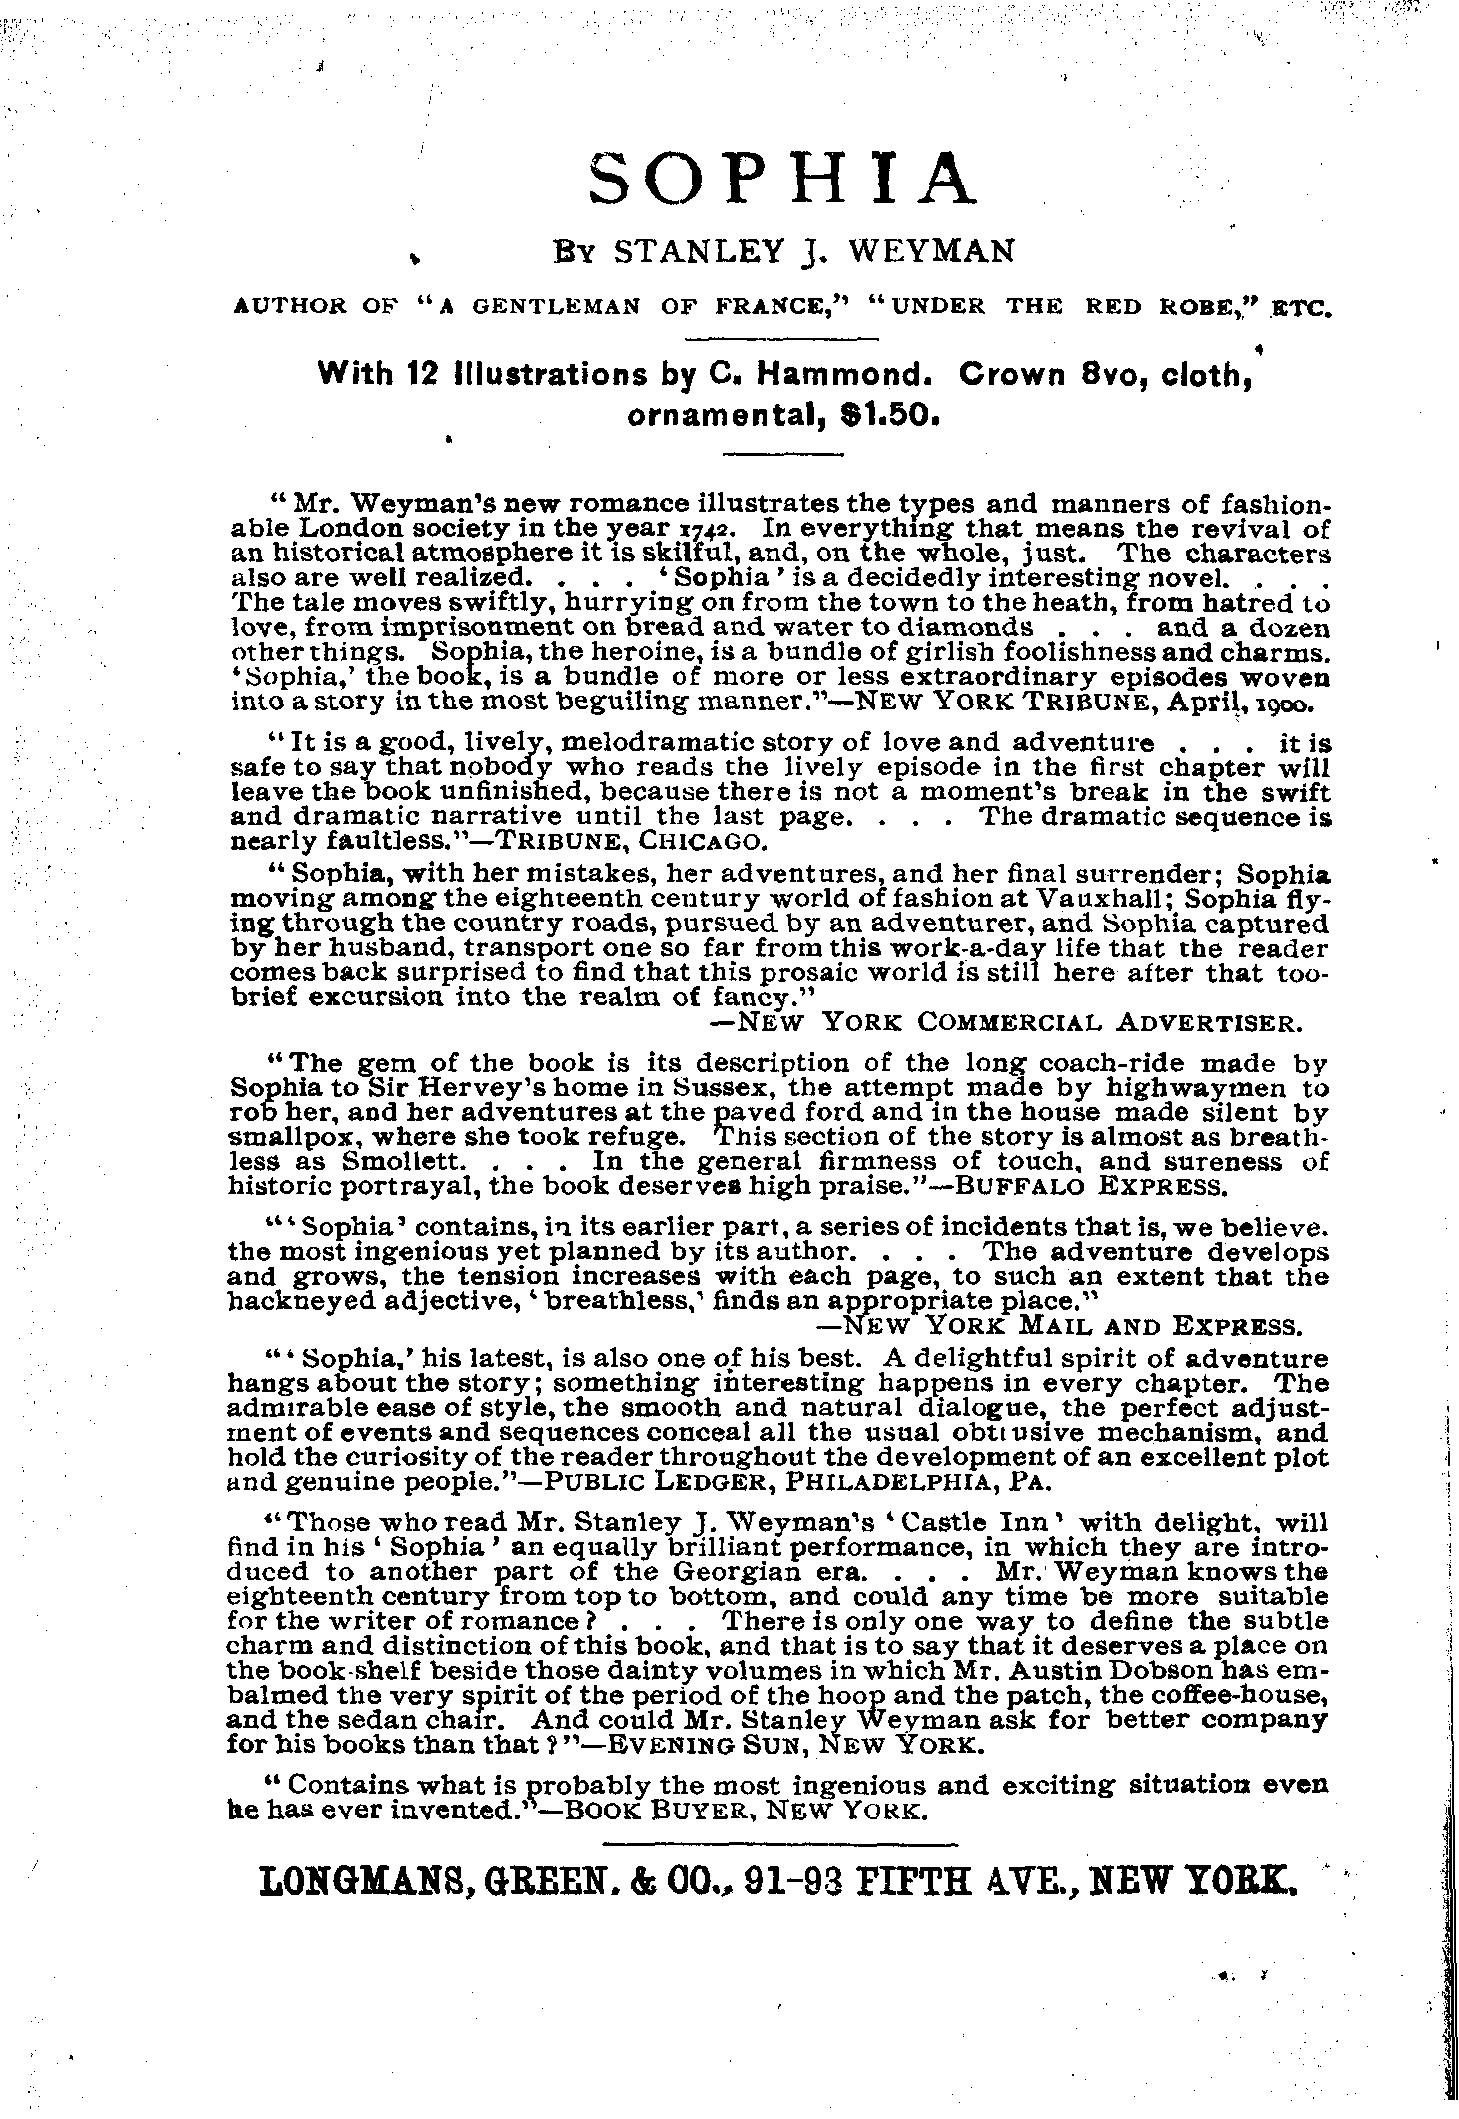 SOPHIA
BY STANLEY J. WEYMAN
AUTHOR OF “A GENTLEMAN OF FRANCE,” “UNDER THE RED ROBE,” ETC.
With 12 Illustrations by C. Hammond. Crown 8vo, cloth,
ornamental, $1.50.
“Mr. Weyman's new romance illustrates the types and manners of fashion-
able London society in the year 1742. In everything that means the revival of
an historical atmosphere it is skilful, and, on the whole, just. The characters
also are well realized. . . . ‘Sophia’ is a decidedly interesting novel. . . .
The tale moves swiftly, hurrying on from the town to the heath, from hatred to
love, from imprisonment on bread and water to diamonds . . . and a dozen
other things. Sophia, the heroine, is a bundle of girlish foolishness and charms.
‘Sophia,’ the book, is a bundle of more or less extraordinary episodes woven
into a story in the most beguiling manner.”—NEW YORK TRIBUNE, April, 1900.
“It is a good, lively, melodramatic story of love and adventure . . . it is
safe to say that nobody who reads the lively episode in the first chapter will
leave the book unfinished, because there is not a moment's break in the swift
and dramatic narrative until the last page. . . . The dramatic sequence is
nearly faultless.”—TRIBUNE, CHICAGO.
“Sophia, with her mistakes, her adventures, and her final surrender; Sophia
moving among the eighteenth century world of fashion at Vauxhall; Sophia fly-
ing through the country roads, pursued by an adventurer, and Sophia captured
by her husband, transport one so far from this work-a-day life that the reader
comes back surprised to find that this prosaic world is still here after that too-
brief excursion into the realm of fancy.”
—NEW YORK COMMERCIAL ADVERTISER.
“The gem of the book is its description of the long coach-ride made by
Sophia to Sir Hervey's home in Sussex, the attempt made by highwaymen to
rob her, and her adventures at the paved ford and in the house made silent by
smallpox, where she took refuge. This section of the story is almost as breath-
less as Smollett. . . . In the general firmness of touch, and sureness of
historic portrayal, the book deserves high praise.”—BUFFALO EXPRESS.
“‘Sophia’ contains, in its earlier part, a series of incidents that is, we believe.
the most ingenious yet planned by its author. . . . The adventure develops
and grows, the tension increases with each page, to such an extent that the
hackneyed adjective, ‘breathless,’ finds an appropriate place.”
—NEW YORK MAIL AND EXPRESS.
“‘Sophia,’ his latest, is also one of his best. A delightful spirit of adventure
hangs about the story; something interesting happens in every chapter. The
admirable ease of style, the smooth and natural dialogue, the perfect adjust-
ment of events and sequences conceal all the usual obtrusive mechanism, and
hold the curiosity of the reader throughout the development of an excellent plot
and genuine people.”—PUBLIC LEDGER, PHILADELPHIA, PA.
“Those who read Mr. Stanley J. Weyman's ‘Castle Inn’ with delight, will
find in his ‘Sophia’ an equally brilliant performance, in which they are intro-
duced to another part of the Georgian era. . . . Mr. Weyman knows the
eighteenth century from top to bottom, and could any time be more suitable
for the writer of romance? . . . There is only one way to define the subtle
charm and distinction of this book, and that is to say that it deserves a place on
the book-shelf beside those dainty volumes in which Mr. Austin Dobson has em-
balmed the very spirit of the period of the hoop and the patch, the coffee-house,
and the sedan chair. And could Mr. Stanley Weyman ask for better company
for his books than that?”—EVENING SUN, NEW YORK.
“Contains what is probably the most ingenious and exciting situation even
he has ever invented.”—BOOK BUYER, NEW YORK.
LONGMANS, GREEN. & CO., 91-93 FIFTH AVE., NEW YORK.